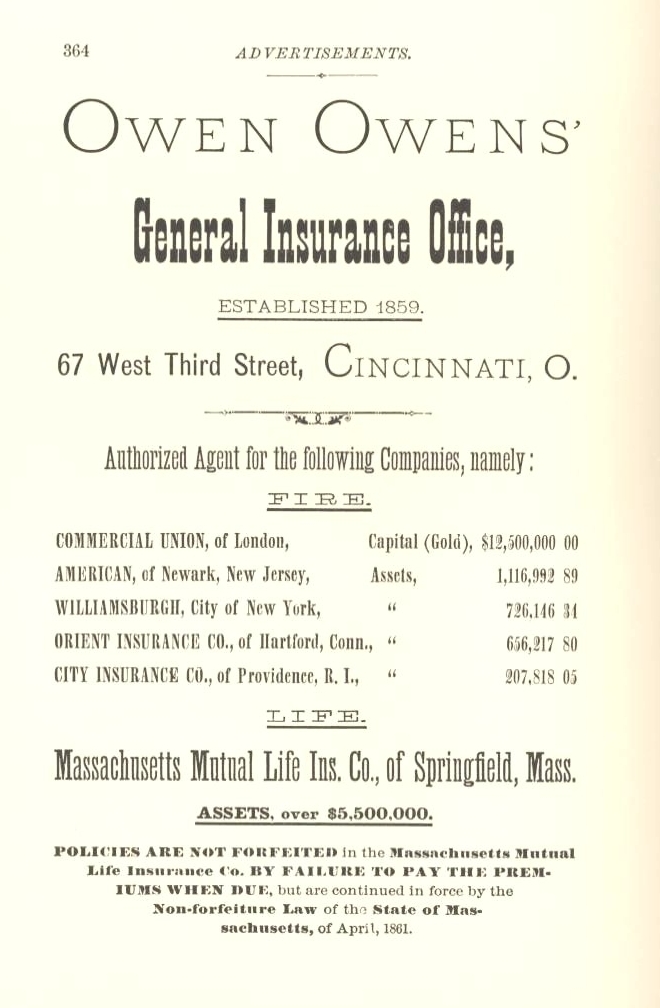 364 ADVERTISEMENTS.
OWEN OWENS'
General Insurance Office,
ESTABLISHED 1859.
67 West Third Street, CINCINNATI, O.
Authorized Agent for the following Companies, namely:
FIRE.
COMMERCIAL UNION, of London, Capital (Gold), $12,500,000 00
AMERICAN, of Newark, New Jersey, Assets, 1,116,992 89
WILLIAMSBURGH, City of New York, " 726,146 34
ORIENT INSURANCE CO., of Hartford, Conn., " 656,217 80
CITY INSURANCE CO., of Providence, R. I., " 207,818 05
LIFE.
Massachusetts Mutual Life Ins. Co., of Springfield, Mass.
ASSETS, over $5,500,000.
POLICIES ARE NOT FORFEITED in the Massachusetts Mutual
Life Insurance Co. BY FAILURE TO PAY THE PREM-
IUMS WHEN DUE, but are continued in force by the
Non-forfeiture Law of the State of Mas-
sachusetts, of April, 1861.